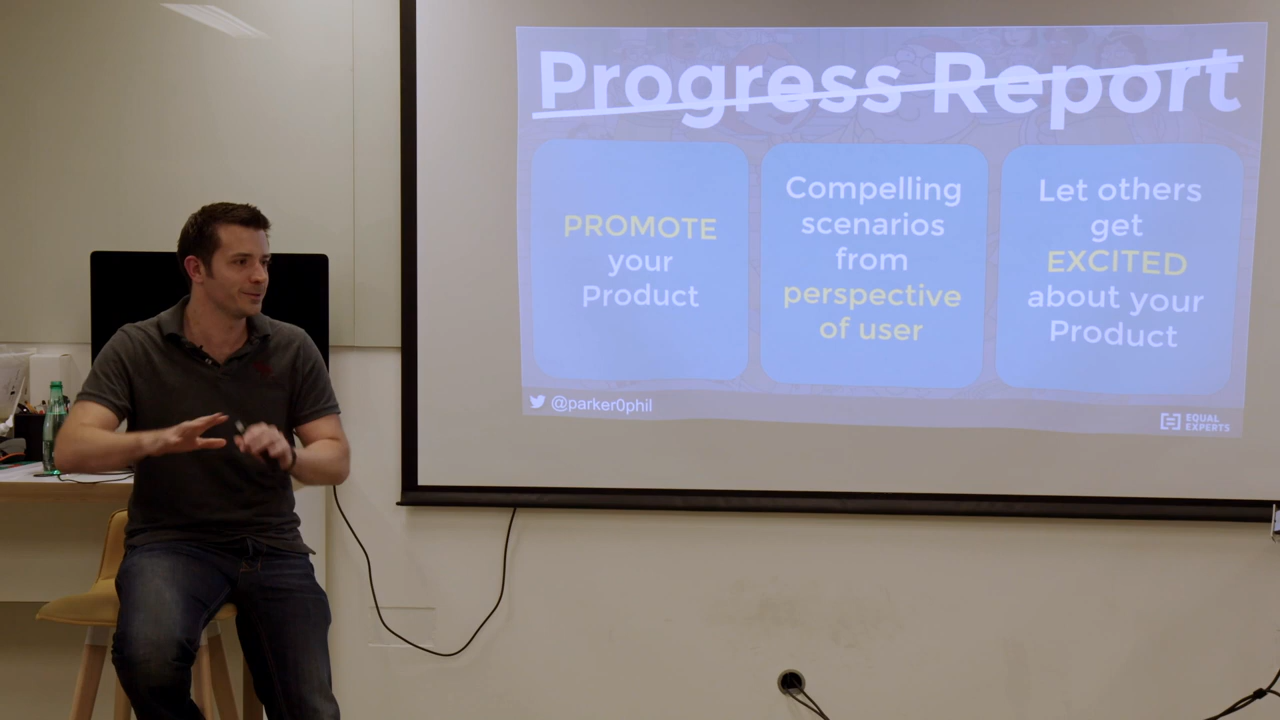 Progress Report
PROMOTE
your
Product
Compelling
scenarios
from
perspective
of user
Let others
get
EXCITED
about your
Product
@parker0phil
EQUAL
EXPERTS